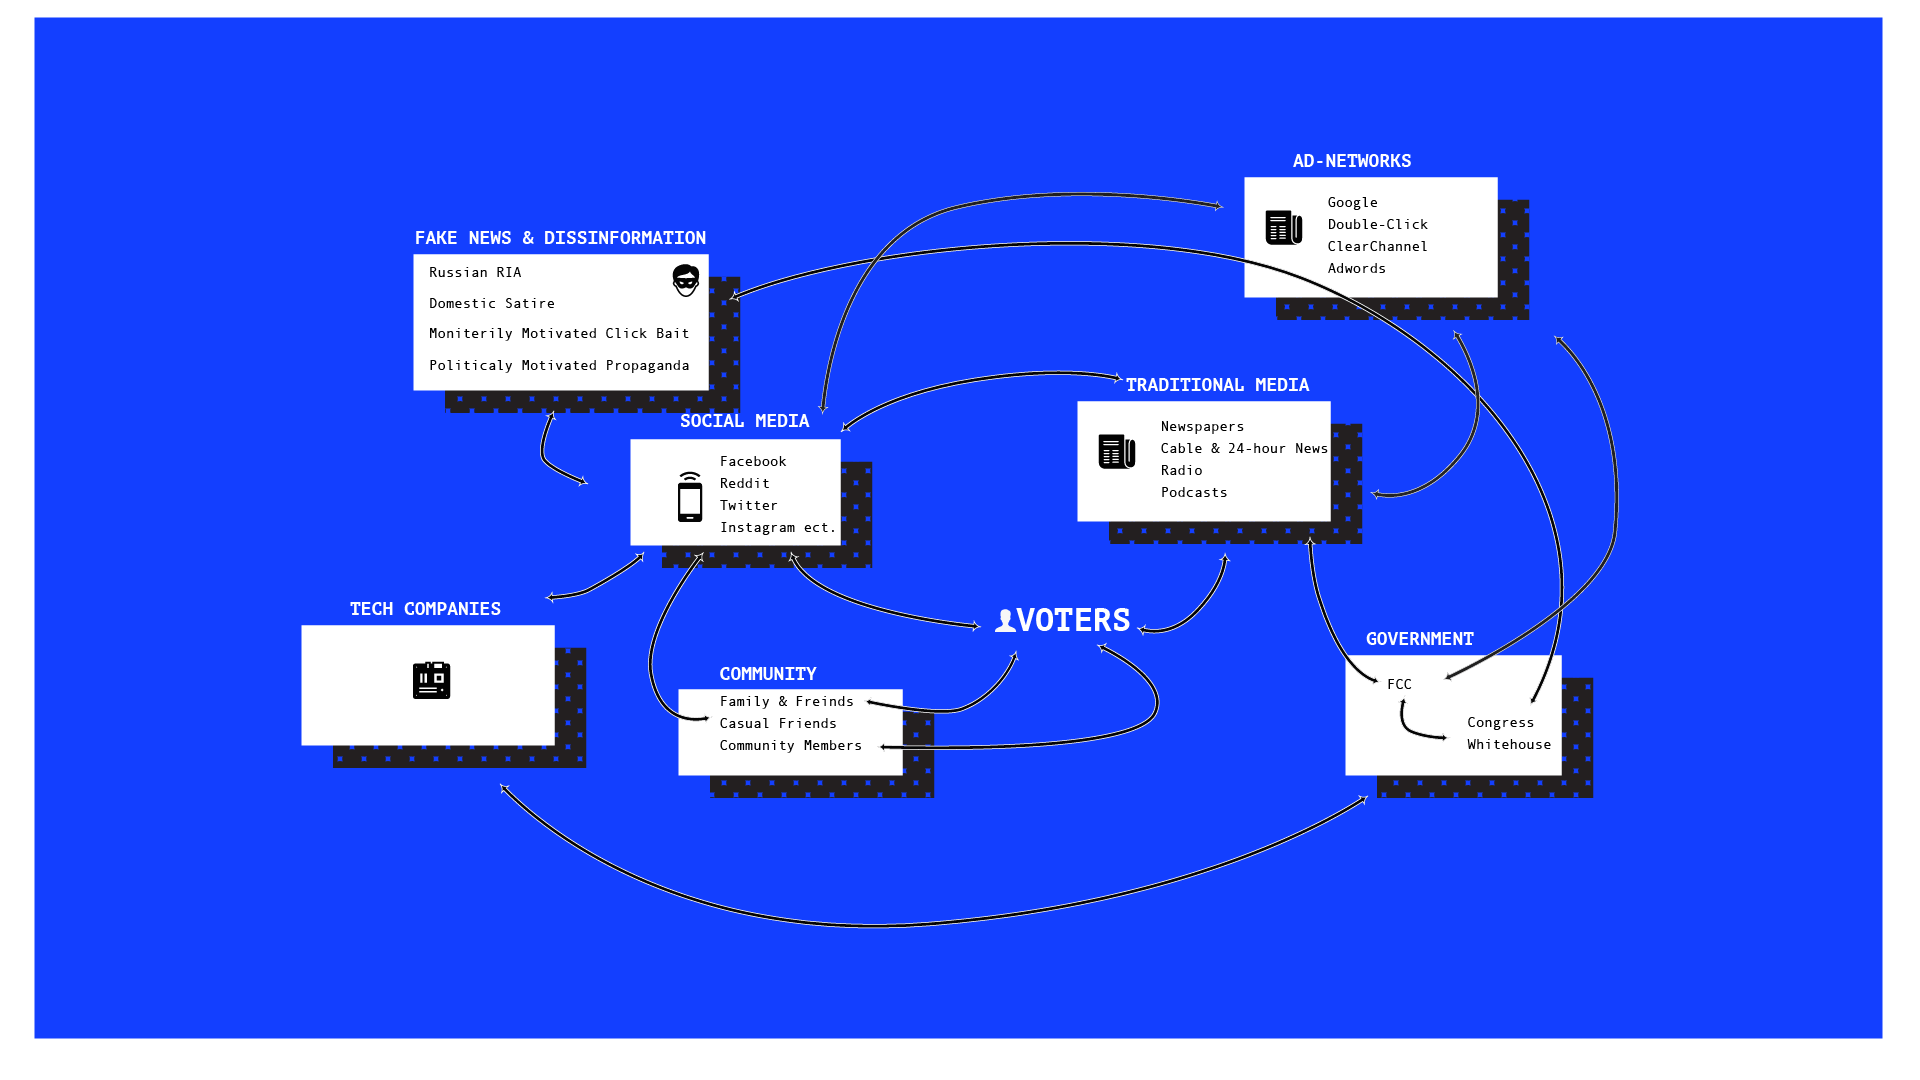 AD-NETWORKS
Google
Double-Click
ClearChannel
Adwords
FAKE NEWS & DISSINFORMATION
Russian RIA
Domestic Satire
Moniterily Motivated Click Bait
Politicaly Motivated Propaganda
TRADITIONAL MEDIA
Newspapers
Cable & 24-hour News
Radio
Podcasts
SOCIAL MEDIA
Facebook
Reddit
Twitter
Instagram ect.
TECH COMPANIES
VOTERS
GOVERNMENT
FCC
Congress
Whitehouse
COMMUNITY
Family & Freinds
Casual Friends
Community Members